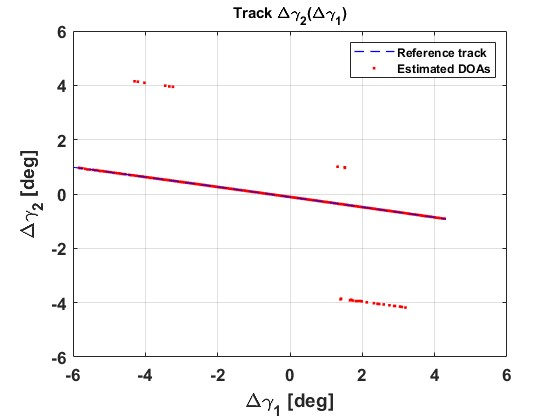 Track Δγ₂(Δγ₁)
Reference track
Estimated DOAs
6
4
2
0
-2
-4
-6
Δγ₂ [deg]
-6 -4 -2 0 2 4 6
Δγ₁ [deg]